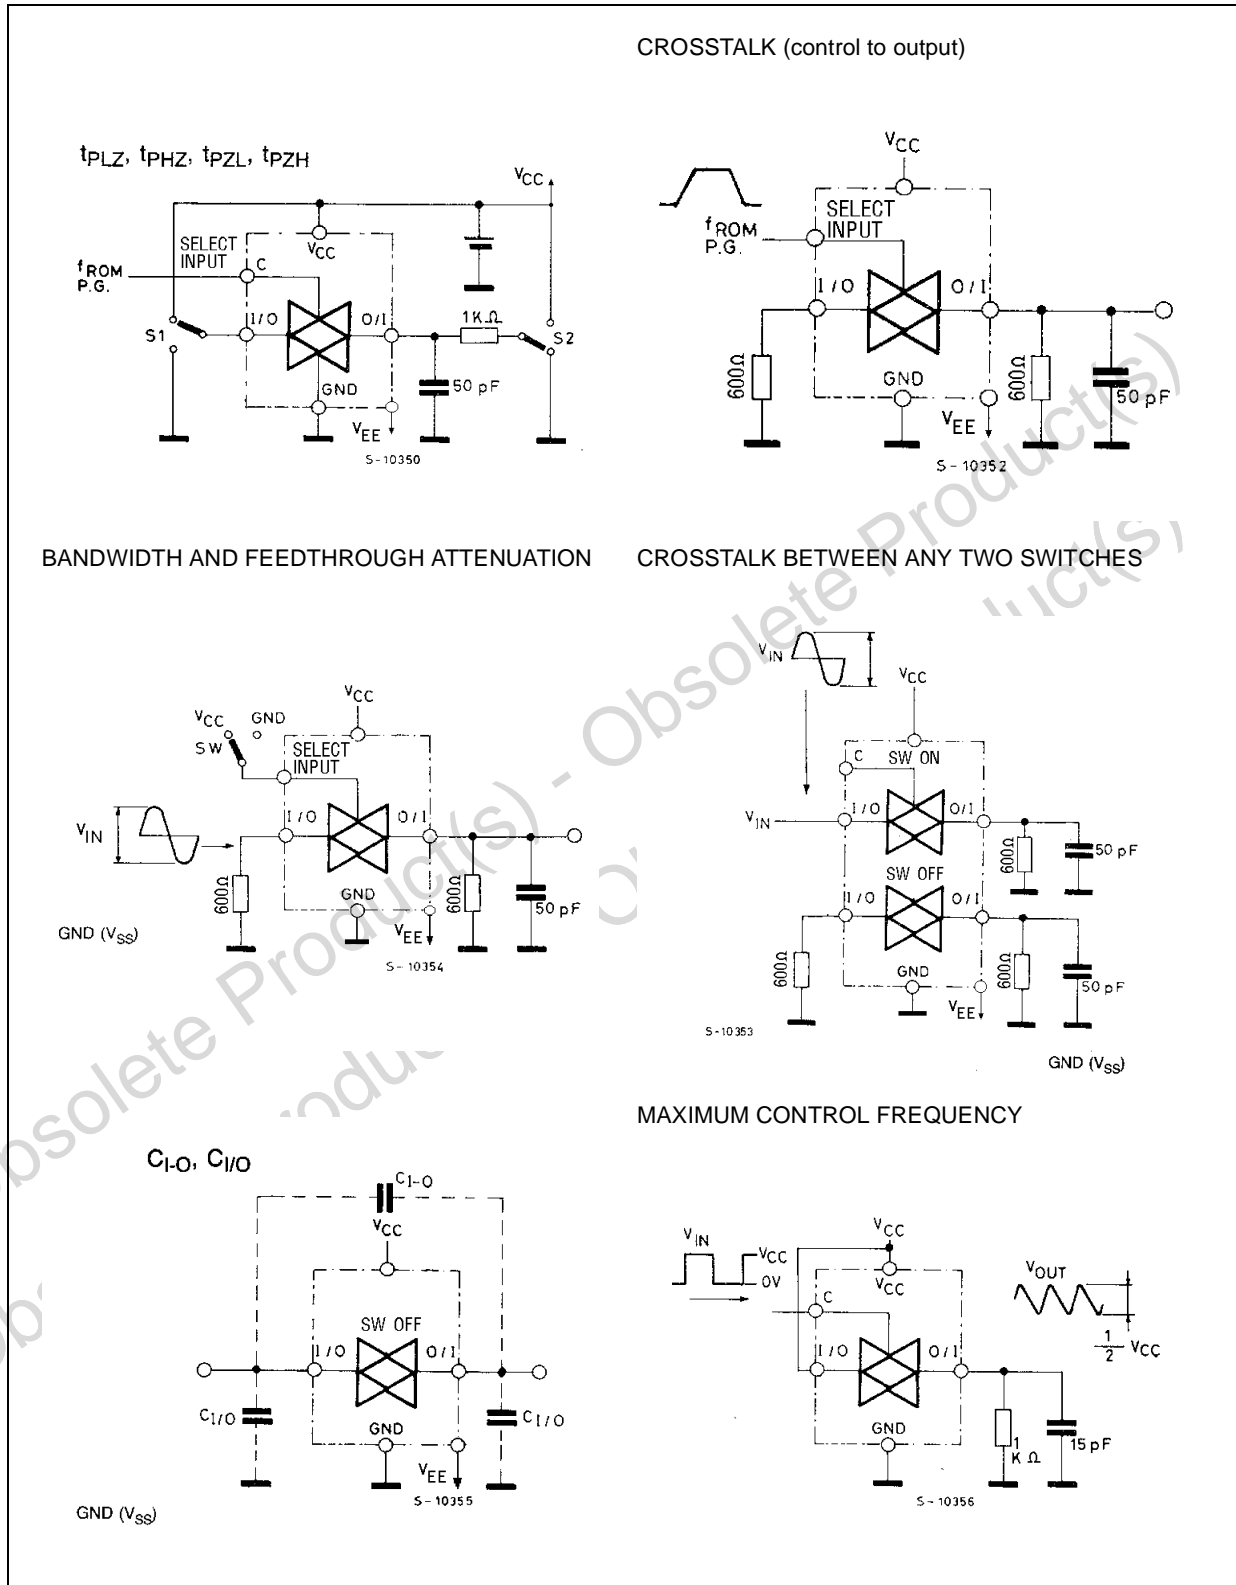 CROSSTALK (control to output)
tPLZ, tPHZ, tPZL, tPZH
VCC
VCC
SELECT
INPUT
C
fROM
P.G.
I/O
O/I
1KΩ
S1
S2
GND
50 pF
VEE
S-10350
VCC
SELECT
INPUT
fROM
P.G.
I/O
O/I
600Ω
GND
600Ω
50 pF
VEE
S-10352
BANDWIDTH AND FEEDTHROUGH ATTENUATION
VCC
VCC
GND
SW
SELECT
INPUT
VIN
I/O
O/I
600Ω
GND
600Ω
50 pF
VEE
GND (VSS)
S-10354
CROSSTALK BETWEEN ANY TWO SWITCHES
VIN
VCC
C
SW ON
VIN
I/O
O/I
600Ω
50 pF
SW OFF
I/O
O/I
600Ω
GND
600Ω
50 pF
VEE
S-10353
GND (VSS)
CI-O, CI/O
CI-O
VCC
SW OFF
I/O
O/I
CI/O
GND
CI/O
VEE
S-10355
GND (VSS)
MAXIMUM CONTROL FREQUENCY
VIN
VCC
0V
VCC
VCC
C
VOUT
1/2 VCC
I/O
O/I
GND
1
KΩ
15pF
S-10356
Obsolete Product(s) - Obsolete Product(s)